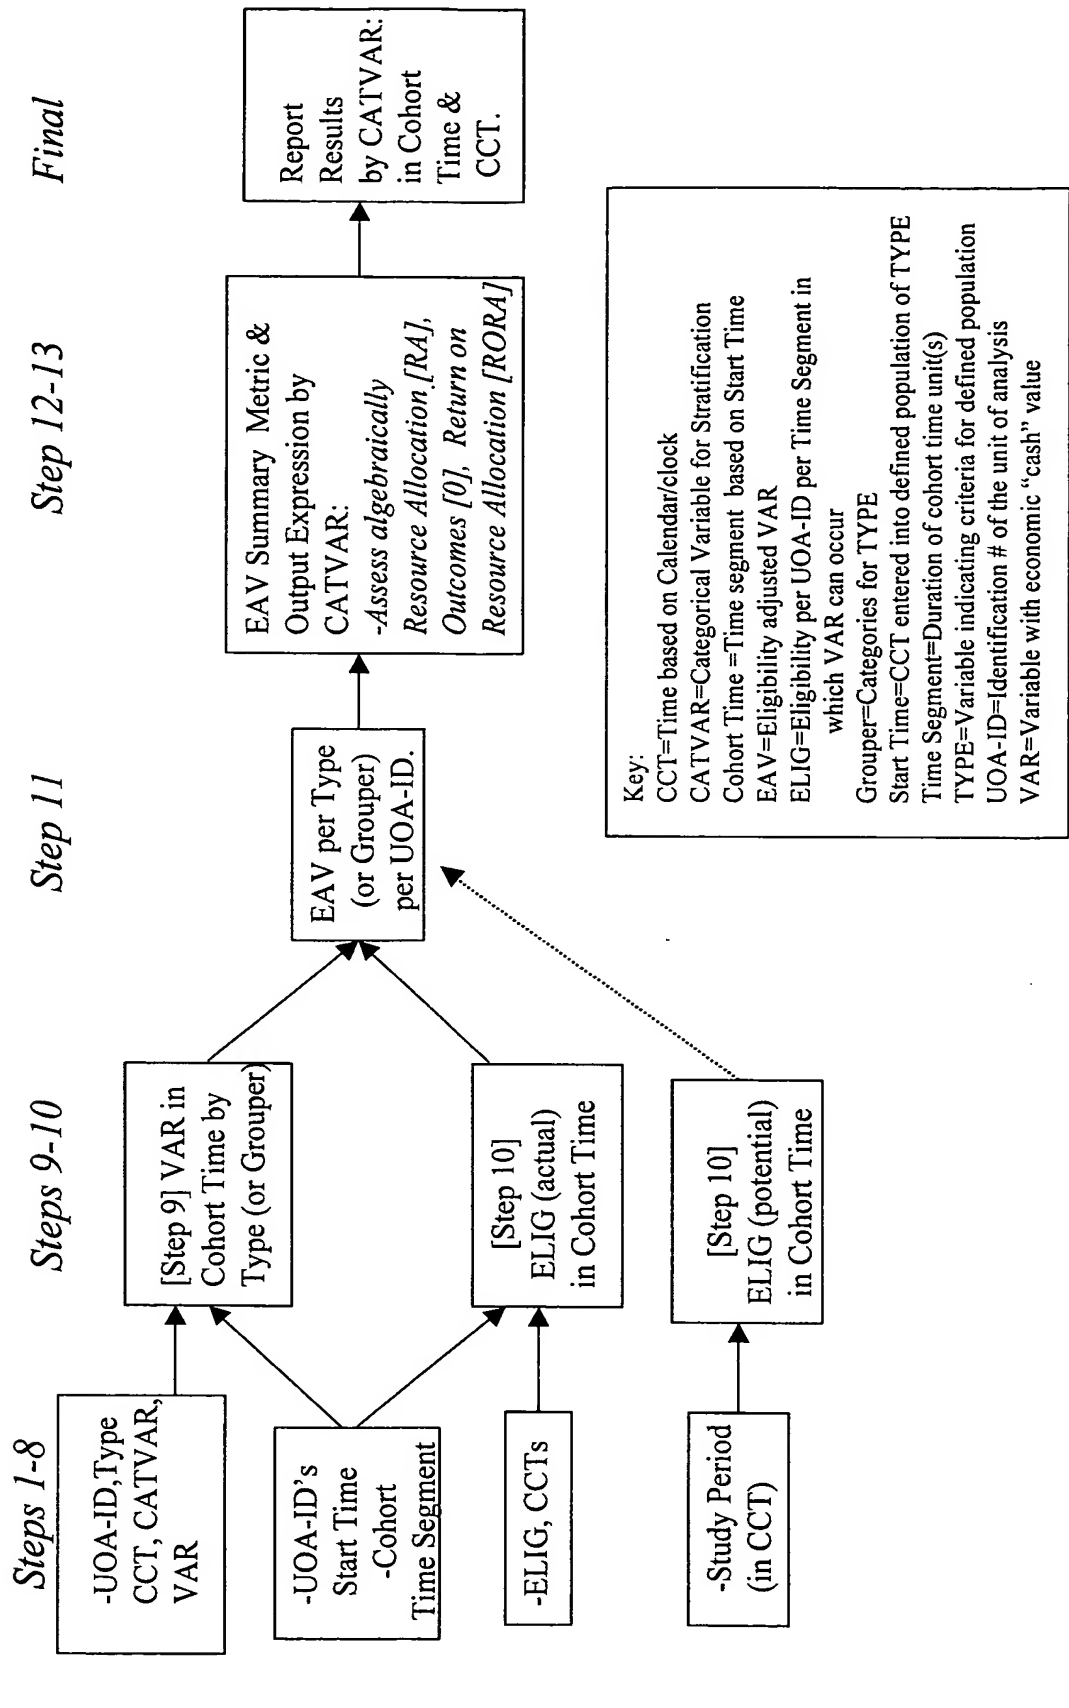 Steps 1-8
Steps 9-10
Step 11
Step 12-13
Final
-UOA-ID,Type
CCT, CATVAR,
VAR
-UOA-ID's
Start Time
-Cohort
Time Segment
-ELIG, CCTs
-Study Period
(in CCT)
[Step 9] VAR in
Cohort Time by
Type (or Grouper)
[Step 10]
ELIG (actual)
in Cohort Time
[Step 10]
ELIG (potential)
in Cohort Time
EAV per Type
(or Grouper)
per UOA-ID.
EAV Summary Metric &
Output Expression by
CATVAR:
-Assess algebraically
Resource Allocation [RA],
Outcomes [0], Return on
Resource Allocation [RORA]
Report
Results
by CATVAR:
in Cohort
Time &
CCT.
Key:
CCT=Time based on Calendar/clock
CATVAR=Categorical Variable for Stratification
Cohort Time =Time segment based on Start Time
EAV=Eligibility adjusted VAR
ELIG=Eligibility per UOA-ID per Time Segment in
which VAR can occur
Grouper=Categories for TYPE
Start Time=CCT entered into defined population of TYPE
Time Segment=Duration of cohort time unit(s)
TYPE=Variable indicating criteria for defined population
UOA-ID=Identification # of the unit of analysis
VAR=Variable with economic “cash” value